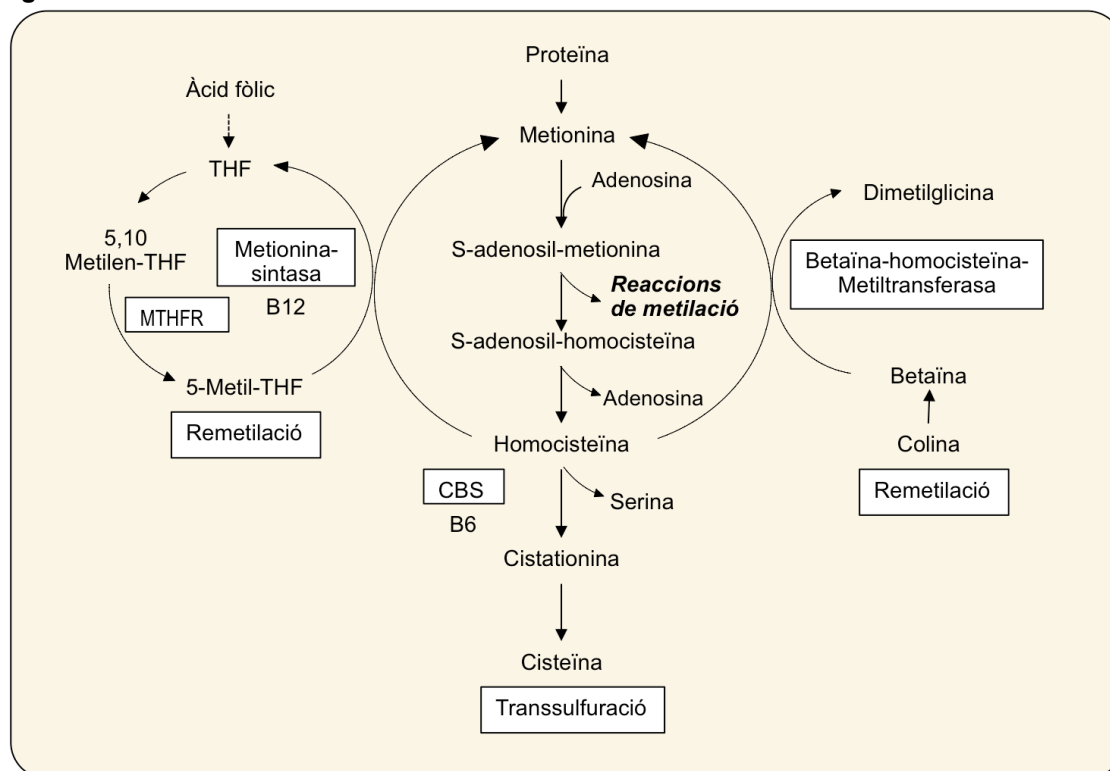 Proteïna
Àcid fòlic
Metionina
THF
Adenosina
Dimetilglicina
5,10
Metilen-THF
Metionina-
sintasa
B12
S-adenosil-metionina
Betaïna-homocisteïna-
Metiltransferasa
Reaccions
de metilació
MTHFR
S-adenosil-homocisteïna
5-Metil-THF
Adenosina
Betaïna
Remetilació
Homocisteïna
Colina
CBS
B6
Serina
Remetilació
Cistationina
Cisteïna
Transsulfuració